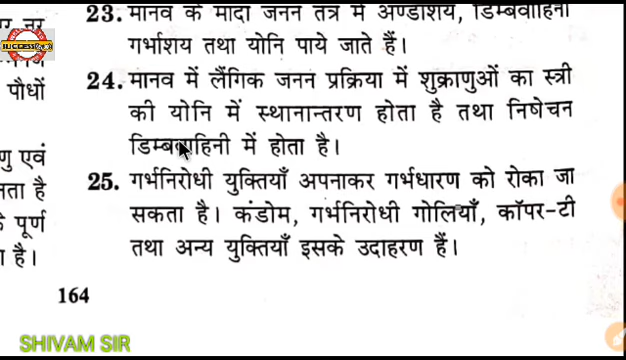 23. मानव के मादा जनन तंत्र में अण्डाशय, डिम्बवाहिनी
गर्भाशय तथा योनि पाये जाते हैं।
24. मानव में लैंगिक जनन प्रक्रिया में शुक्राणुओं का स्त्री
की योनि में स्थानान्तरण होता है तथा निषेचन
डिम्बवाहिनी में होता है।
25. गर्भनिरोधी युक्तियाँ अपनाकर गर्भधारण को रोका जा
सकता है। कंडोम, गर्भनिरोधी गोलियाँ, कॉपर-टी
तथा अन्य युक्तियाँ इसके उदाहरण हैं।
164
पौधों
एवं
है
पूर्ण
है।
SUCCESS
SHIVAM SIR